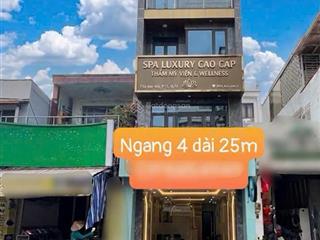 SPA LUXURY CAO CẤP
THẨM MỸ VIỆN & WELLNESS
Ngang 4 dài 25m